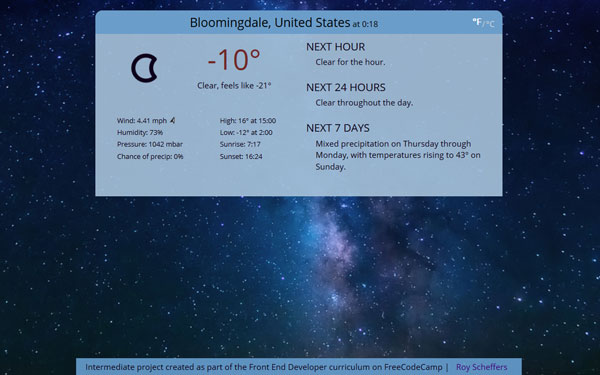 Bloomingdale, United States at 0:18
°F/°C
-10°
Clear, feels like -21°
Wind: 4.41 mph
Humidity: 73%
Pressure: 1042 mbar
Chance of precip: 0%
High: 16° at 15:00
Low: -12° at 2:00
Sunrise: 7:17
Sunset: 16:24
NEXT HOUR
Clear for the hour.
NEXT 24 HOURS
Clear throughout the day.
NEXT 7 DAYS
Mixed precipitation on Thursday through
Monday, with temperatures rising to 43° on
Sunday.
Intermediate project created as part of the Front End Developer curriculum on FreeCodeCamp | Roy Scheffers